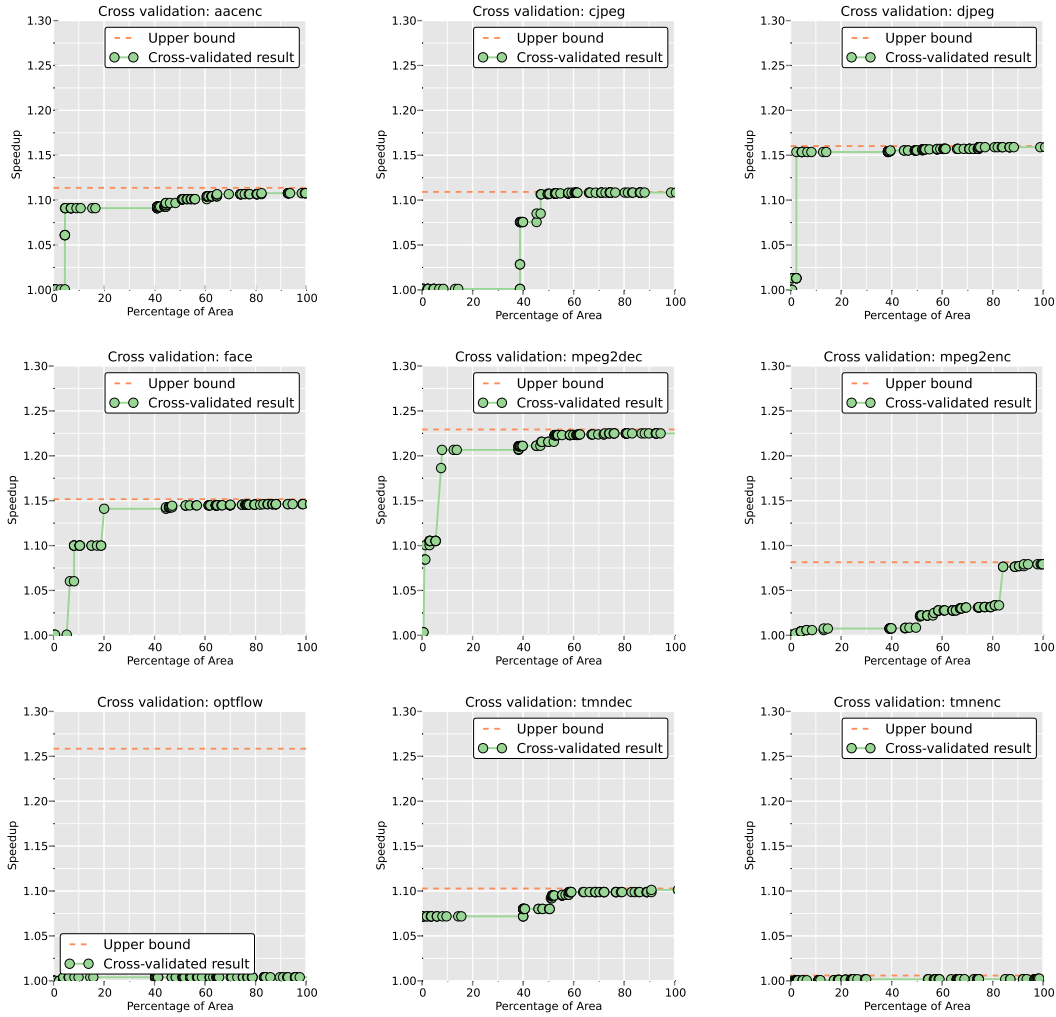 Cross validation: aacenc
1.30
1.25
1.20
1.15
1.10
1.05
1.00
Speedup
Upper bound
Cross-validated result
0 20 40 60 80 100
Percentage of Area
Cross validation: cjpeg
1.30
1.25
1.20
1.15
1.10
1.05
1.00
Speedup
Upper bound
Cross-validated result
0 20 40 60 80 100
Percentage of Area
Cross validation: djpeg
1.30
1.25
1.20
1.15
1.10
1.05
1.00
Speedup
Upper bound
Cross-validated result
0 20 40 60 80 100
Percentage of Area
Cross validation: face
1.30
1.25
1.20
1.15
1.10
1.05
1.00
Speedup
Upper bound
Cross-validated result
0 20 40 60 80 100
Percentage of Area
Cross validation: mpeg2dec
1.30
1.25
1.20
1.15
1.10
1.05
1.00
Speedup
Upper bound
Cross-validated result
0 20 40 60 80 100
Percentage of Area
Cross validation: mpeg2enc
1.30
1.25
1.20
1.15
1.10
1.05
1.00
Speedup
Upper bound
Cross-validated result
0 20 40 60 80 100
Percentage of Area
Cross validation: optflow
1.30
1.25
1.20
1.15
1.10
1.05
1.00
Speedup
Upper bound
Cross-validated result
0 20 40 60 80 100
Percentage of Area
Cross validation: tmndec
1.30
1.25
1.20
1.15
1.10
1.05
1.00
Speedup
Upper bound
Cross-validated result
0 20 40 60 80 100
Percentage of Area
Cross validation: tmnenc
1.30
1.25
1.20
1.15
1.10
1.05
1.00
Speedup
Upper bound
Cross-validated result
0 20 40 60 80 100
Percentage of Area